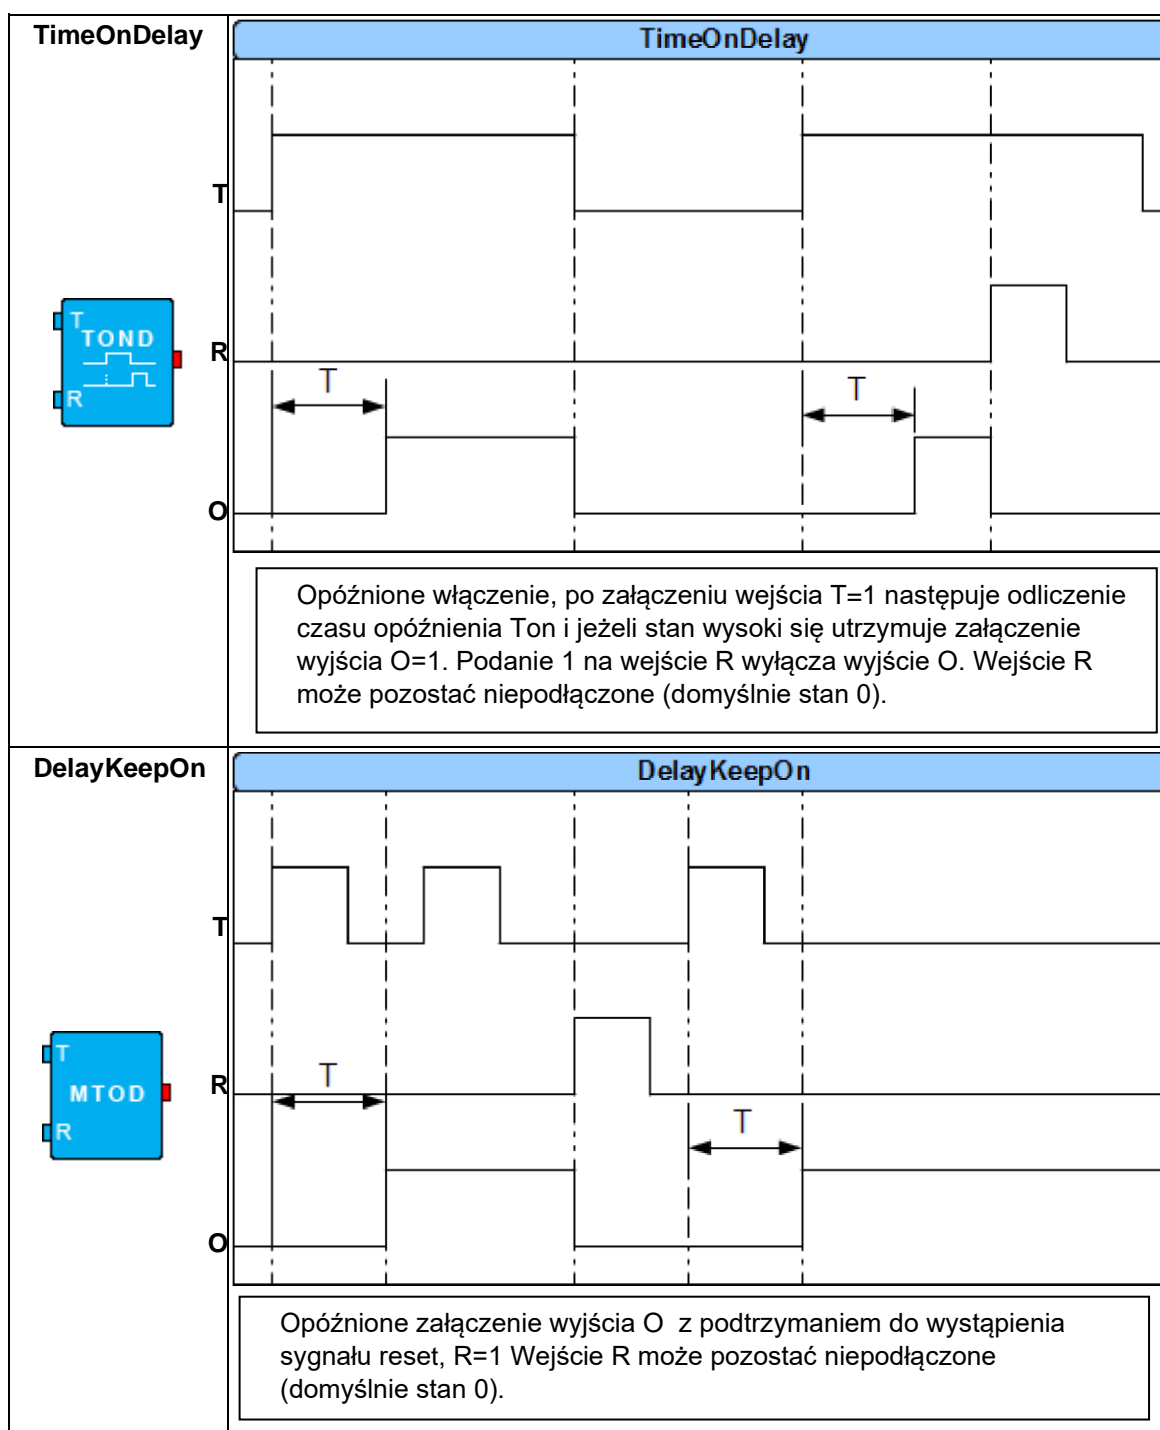 TimeOnDelay
TimeOnDelay
T
T
TOND
R
R
T
T
O
Opóźnione włączenie, po załączeniu wejścia T=1 następuje odliczenie
czasu opóźnienia Ton i jeżeli stan wysoki się utrzymuje załączenie
wyjścia O=1. Podanie 1 na wejście R wyłącza wyjście O. Wejście R
może pozostać niepodłączone (domyślnie stan 0).
DelayKeepOn
DelayKeepOn
T
T
MTOD
R
R
T
T
O
Opóźnione załączenie wyjścia O  z podtrzymaniem do wystąpienia
sygnału reset, R=1 Wejście R może pozostać niepodłączone
(domyślnie stan 0).